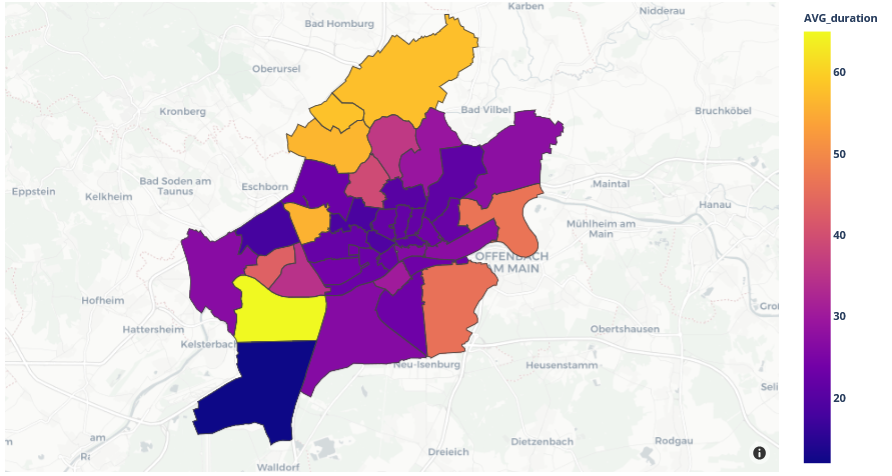 Karben
Nidderau
Bad Homburg
AVG_duration
Oberursel
60
Kronberg
Bad Vilbel
Bruchköbel
50
Eppstein
Bad Soden am
Taunus
Eschborn
Maintal
Kelkheim
Hanau
Mühlheim am
Main
40
OFFENBACH
AM MAIN
Hofheim
Hattersheim
30
Obertshausen
Kelsterbach
Neu-Isenburg
Heusenstamm
20
am
Dreieich
Dietzenbach
Rodgau
Walldorf